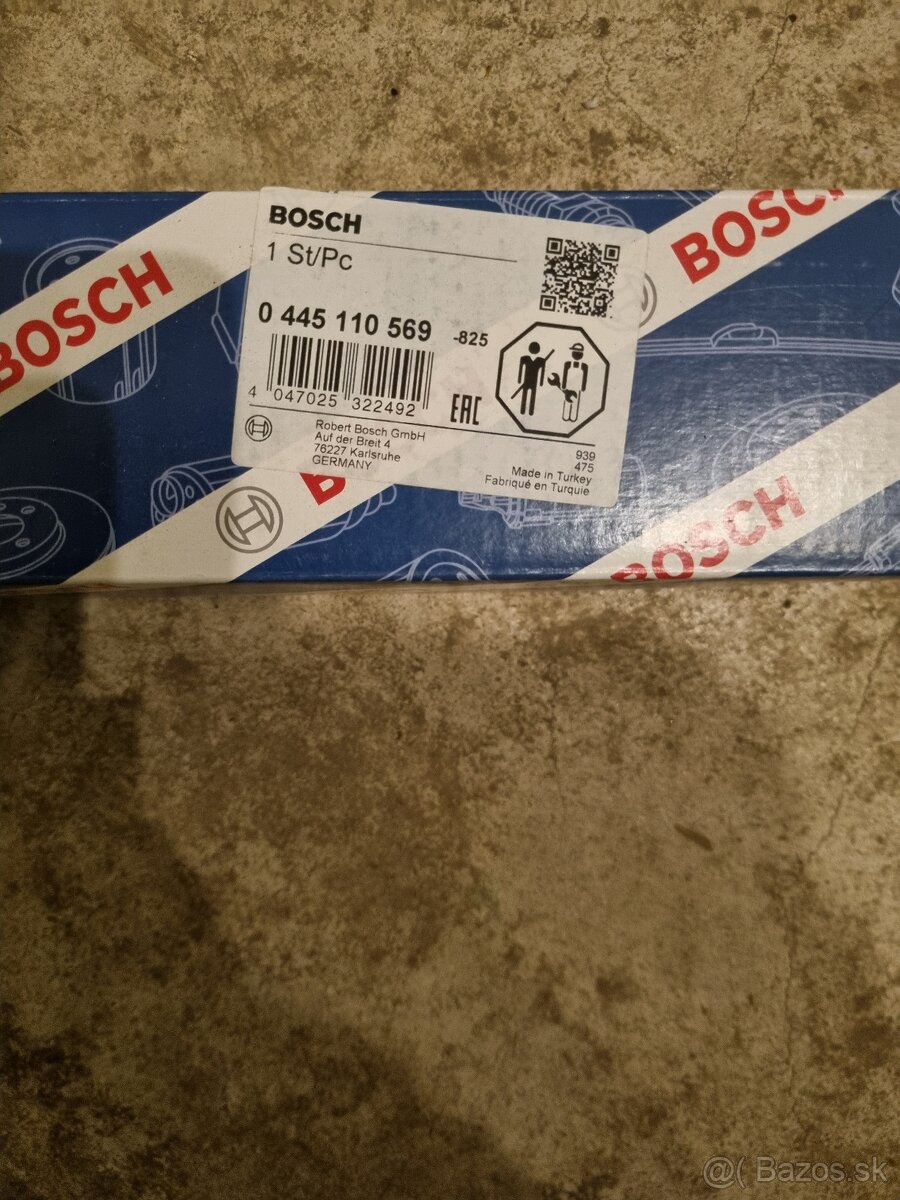 BOSCH
1 St/Pc
0 445 110 569 -825
4 047025 322492
EAC
Robert Bosch GmbH
Auf der Breit 4
76227 Karlsruhe
GERMANY
939
475
Made in Turkey
Fabriqué en Turquie
BOSCH
BOSCH
B
BOSCH
@( Bazos.sk